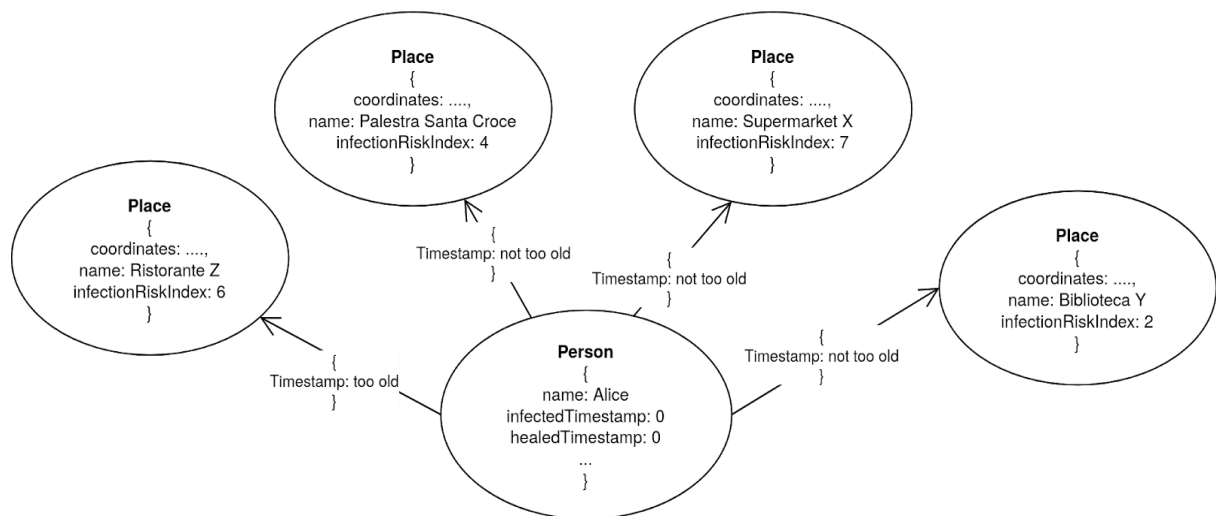 Place
{
coordinates: ....,
name: Palestra Santa Croce
infectionRiskIndex: 4
}
Place
{
coordinates: ....,
name: Supermarket X
infectionRiskIndex: 7
}
Place
{
coordinates: ....,
name: Ristorante Z
infectionRiskIndex: 6
}
Place
{
coordinates: ....,
name: Biblioteca Y
infectionRiskIndex: 2
}
{
Timestamp: not too old
}
{
Timestamp: not too old
}
{
Timestamp: too old
}
{
Timestamp: not too old
}
Person
{
name: Alice
infectedTimestamp: 0
healedTimestamp: 0
...
}